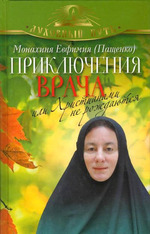 Монахиня Евфимия (Пащенко)
ПРИКЛЮЧЕНИЯ
ВРАЧА
или Христианами
не рождаются